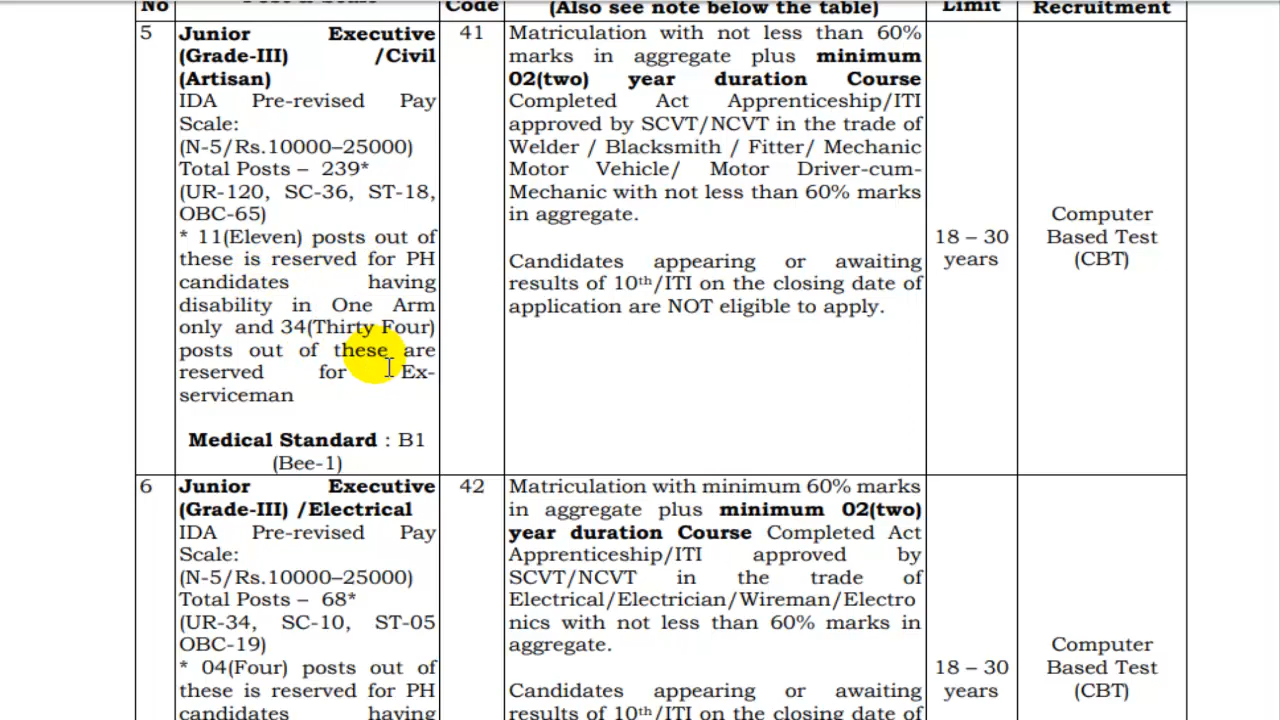 No
Code
(Also see note below the table)
Limit
Recruitment
5
Junior Executive
(Grade-III) /Civil
(Artisan)
IDA Pre-revised Pay
Scale:
(N-5/Rs.10000–25000)
Total Posts – 239*
(UR-120, SC-36, ST-18,
OBC-65)
* 11(Eleven) posts out of
these is reserved for PH
candidates having
disability in One Arm
only and 34(Thirty Four)
posts out of these are
reserved for Ex-
serviceman
Medical Standard : B1
(Bee-1)
41
Matriculation with not less than 60%
marks in aggregate plus minimum
02(two) year duration Course
Completed Act Apprenticeship/ITI
approved by SCVT/NCVT in the trade of
Welder / Blacksmith / Fitter/ Mechanic
Motor Vehicle/ Motor Driver-cum-
Mechanic with not less than 60% marks
in aggregate.
Candidates appearing or awaiting
results of 10th/ITI on the closing date of
application are NOT eligible to apply.
18 – 30
years
Computer
Based Test
(CBT)
6
Junior Executive
(Grade-III) /Electrical
IDA Pre-revised Pay
Scale:
(N-5/Rs.10000–25000)
Total Posts – 68*
(UR-34, SC-10, ST-05
OBC-19)
* 04(Four) posts out of
these is reserved for PH
candidates having
42
Matriculation with minimum 60% marks
in aggregate plus minimum 02(two)
year duration Course Completed Act
Apprenticeship/ITI approved by
SCVT/NCVT in the trade of
Electrical/Electrician/Wireman/Electro
nics with not less than 60% marks in
aggregate.
Candidates appearing or awaiting
results of 10th/ITI on the closing date of
18 – 30
years
Computer
Based Test
(CBT)